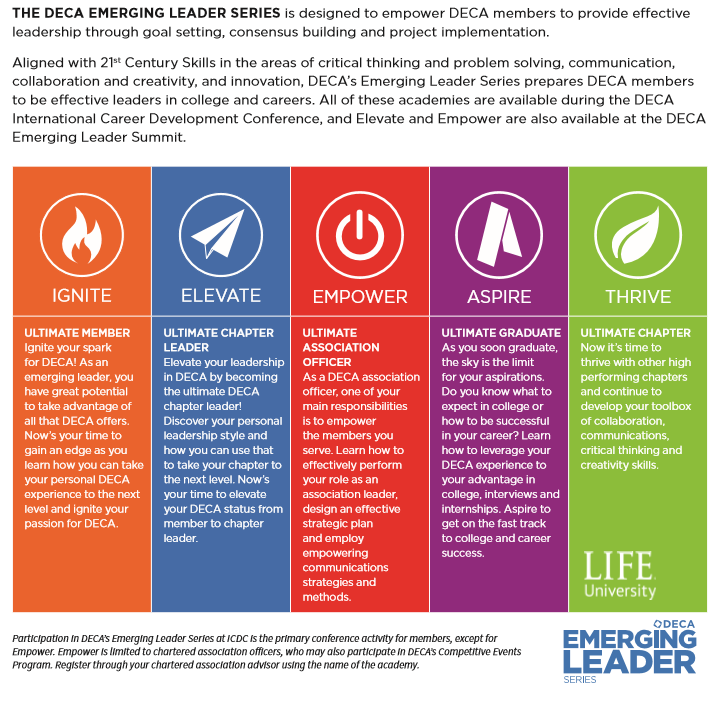 THE DECA EMERGING LEADER SERIES is designed to empower DECA members to provide effective
leadership through goal setting, consensus building and project implementation.
Aligned with 21st Century Skills in the areas of critical thinking and problem solving, communication,
collaboration and creativity, and innovation, DECA's Emerging Leader Series prepares DECA members
to be effective leaders in college and careers. All of these academies are available during the DECA
International Career Development Conference, and Elevate and Empower are also available at the DECA
Emerging Leader Summit.
IGNITE
ULTIMATE MEMBER
Ignite your spark
for DECA! As an
emerging leader, you
have great potential
to take advantage of
all that DECA offers.
Now's your time to
gain an edge as you
learn how you can take
your personal DECA
experience to the next
level and ignite your
passion for DECA.
ELEVATE
ULTIMATE CHAPTER
LEADER
Elevate your leadership
in DECA by becoming
the ultimate DECA
chapter leader!
Discover your personal
leadership style and
how you can use that
to take your chapter to
the next level. Now's
your time to elevate
your DECA status from
member to chapter
leader.
EMPOWER
ULTIMATE
ASSOCIATION
OFFICER
As a DECA association
officer, one of your
main responsibilities
is to empower
the members you
serve. Learn how to
effectively perform
your role as an
association leader,
design an effective
strategic plan
and employ
empowering
communications
strategies and
methods.
ASPIRE
ULTIMATE GRADUATE
As you soon graduate,
the sky is the limit
for your aspirations.
Do you know what to
expect in college or
how to be successful
in your career? Learn
how to leverage your
DECA experience to
your advantage in
college, interviews and
internships. Aspire to
get on the fast track
to college and career
success.
THRIVE
ULTIMATE CHAPTER
Now it's time to
thrive with other high
performing chapters
and continue to
develop your toolbox
of collaboration,
communications,
critical thinking and
creativity skills.
LIFE
University
Participation in DECA's Emerging Leader Series at ICDC is the primary conference activity for members, except for
Empower. Empower is limited to chartered association officers, who may also participate in DECA's Competitive Events
Program. Register through your chartered association advisor using the name of the academy.
DECA
EMERGING
LEADER
SERIES